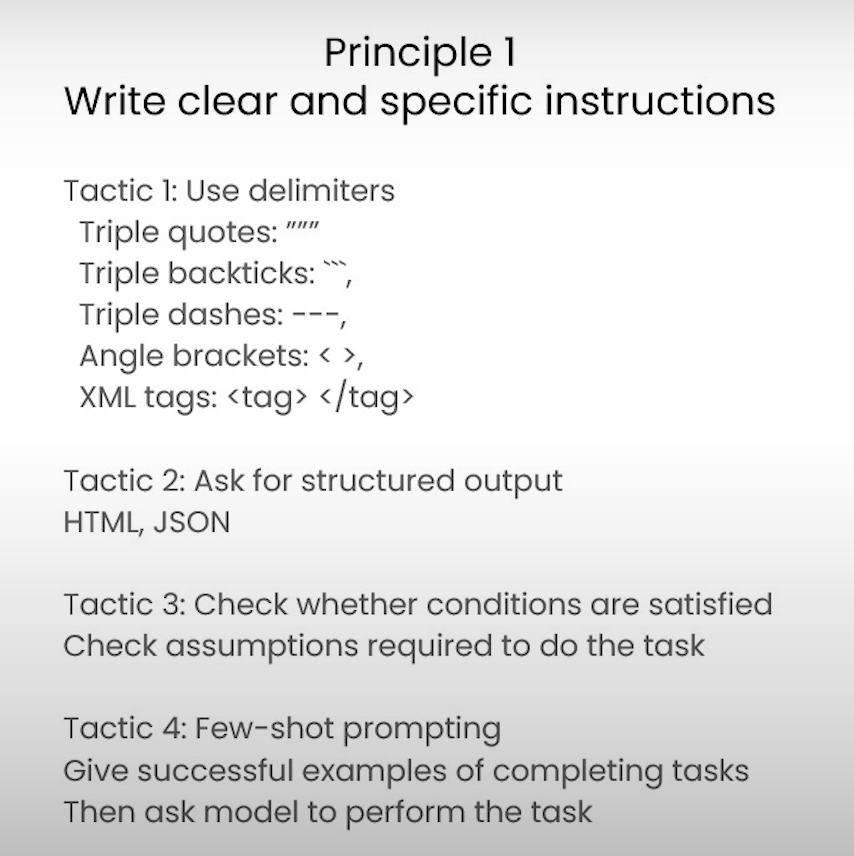 Principle 1
Write clear and specific instructions
Tactic 1: Use delimiters
Triple quotes: """
Triple backticks: ```,
Triple dashes: ---,
Angle brackets: < >,
XML tags: <tag> </tag>
Tactic 2: Ask for structured output
HTML, JSON
Tactic 3: Check whether conditions are satisfied
Check assumptions required to do the task
Tactic 4: Few-shot prompting
Give successful examples of completing tasks
Then ask model to perform the task